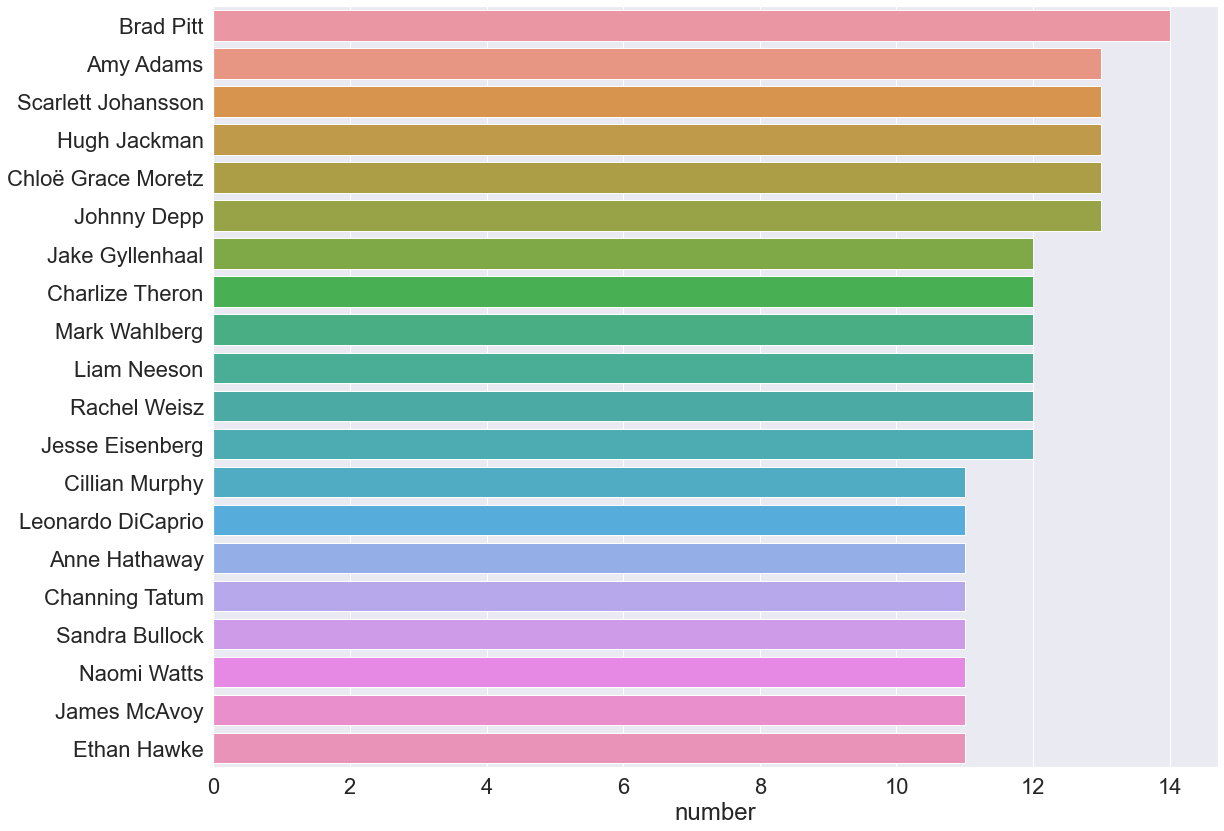 Brad Pitt
Amy Adams
Scarlett Johansson
Hugh Jackman
Chloë Grace Moretz
Johnny Depp
Jake Gyllenhaal
Charlize Theron
Mark Wahlberg
Liam Neeson
Rachel Weisz
Jesse Eisenberg
Cillian Murphy
Leonardo DiCaprio
Anne Hathaway
Channing Tatum
Sandra Bullock
Naomi Watts
James McAvoy
Ethan Hawke
0 2 4 6 8 10 12 14
number